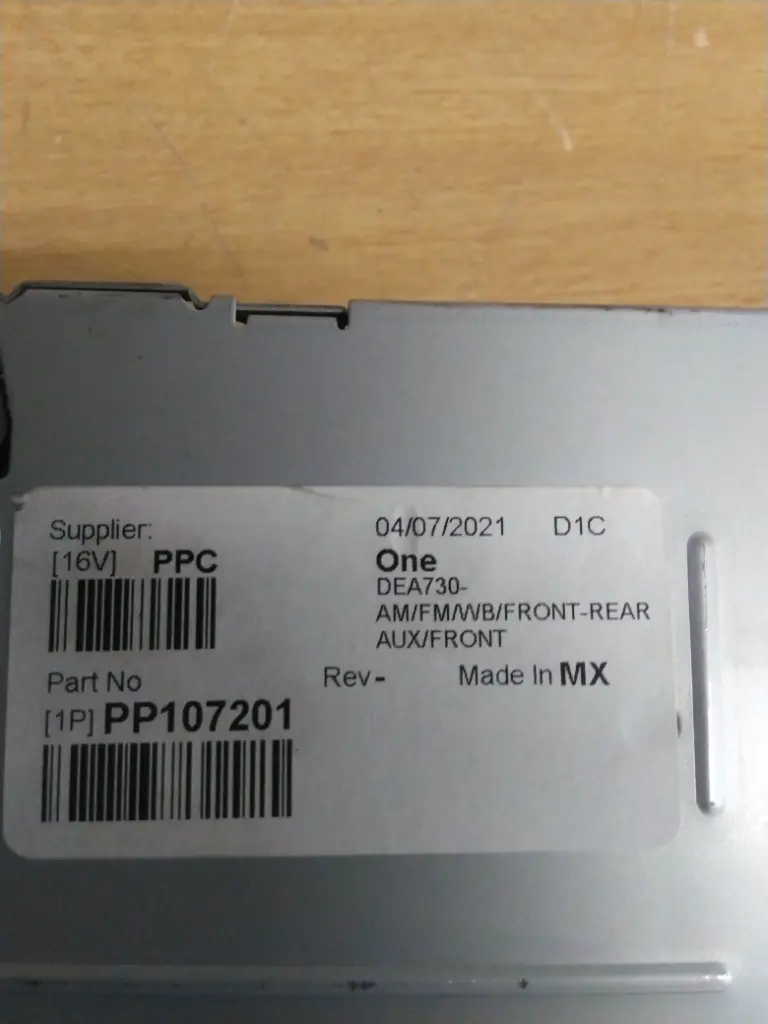 Supplier: 04/07/2021 D1C
[16V] PPC One
DEA730-
AM/FM/WB/FRONT-REAR
AUX/FRONT
Part No Rev- Made In MX
[1P] PP107201